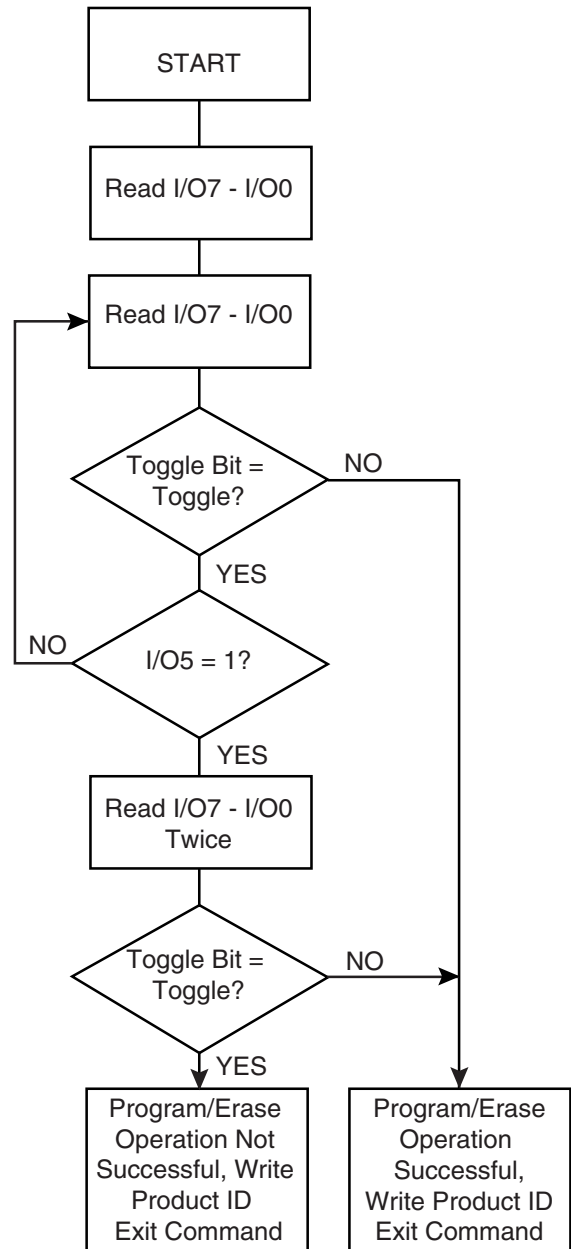 START
Read I/O7 - I/O0
Read I/O7 - I/O0
Toggle Bit =
Toggle?
NO
YES
NO
I/O5 = 1?
YES
Read I/O7 - I/O0
Twice
Toggle Bit =
Toggle?
NO
YES
Program/Erase
Operation Not
Successful, Write
Product ID
Exit Command
Program/Erase
Operation
Successful,
Write Product ID
Exit Command